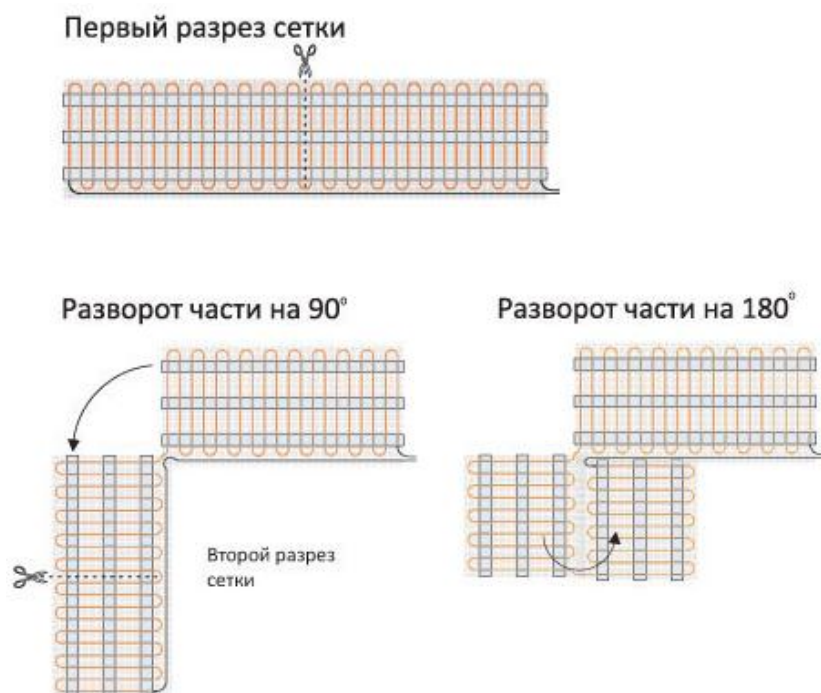 Первый разрез сетки
Разворот части на 90°
Разворот части на 180°
Второй разрез
сетки